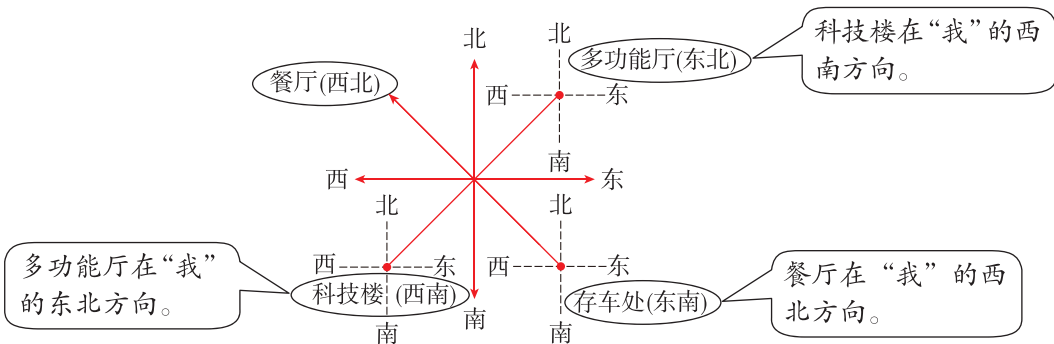 北
北
科技楼在“我”的西
南方向。
多功能厅(东北)
餐厅(西北)
西
东
南
西
东
北
北
多功能厅在“我”
的东北方向。
西
东
西
东
餐厅在“我”的西
北方向。
科技楼(西南)
存车处(东南)
南
南
南